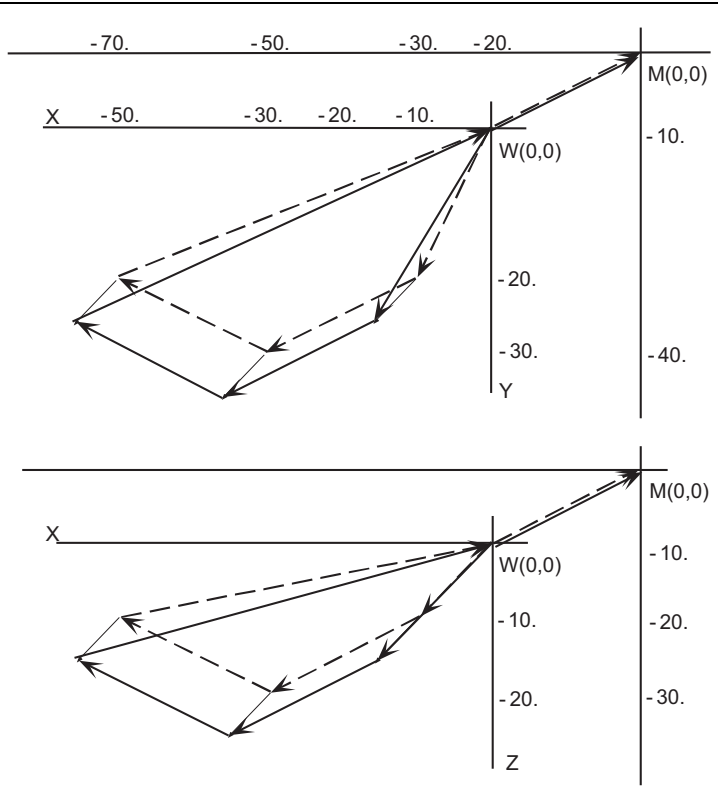 -70. -50. -30. -20.
M(0,0)
X -50. -30. -20. -10.
-10.
W(0,0)
-20.
-30. -40.
Y
M(0,0)
X
-10.
W(0,0)
-10. -20.
-20. -30.
Z